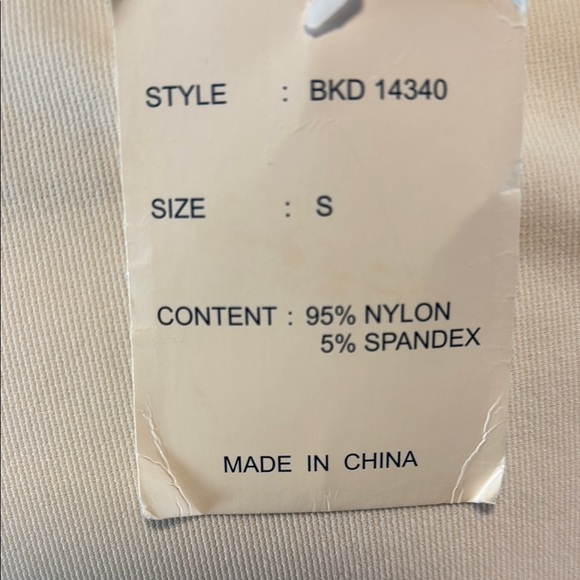 STYLE : BKD 14340
SIZE : S
CONTENT : 95% NYLON
5% SPANDEX
MADE IN CHINA